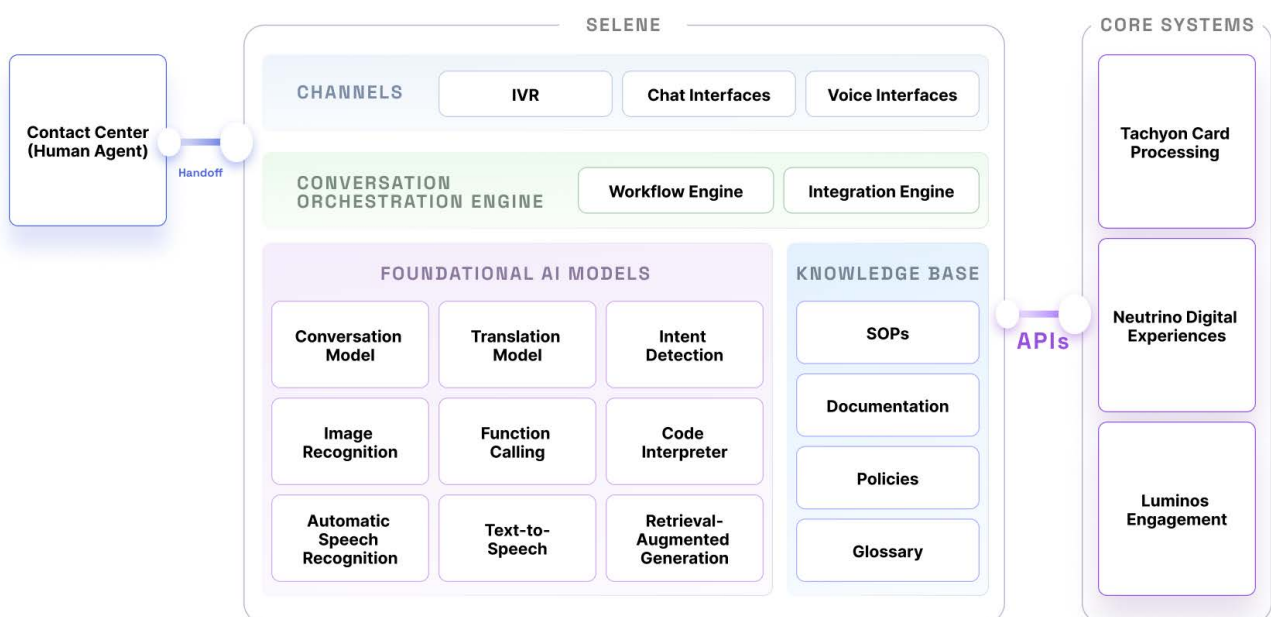 SELENE
CORE SYSTEMS
Contact Center
(Human Agent)
Handoff
CHANNELS
IVR
Chat Interfaces
Voice Interfaces
CONVERSATION
ORCHESTRATION ENGINE
Workflow Engine
Integration Engine
FOUNDATIONAL AI MODELS
Conversation
Model
Translation
Model
Intent
Detection
Image
Recognition
Function
Calling
Code
Interpreter
Automatic
Speech
Recognition
Text-to-
Speech
Retrieval-
Augmented
Generation
KNOWLEDGE BASE
SOPs
Documentation
Policies
Glossary
APIs
Tachyon Card
Processing
Neutrino Digital
Experiences
Luminos
Engagement